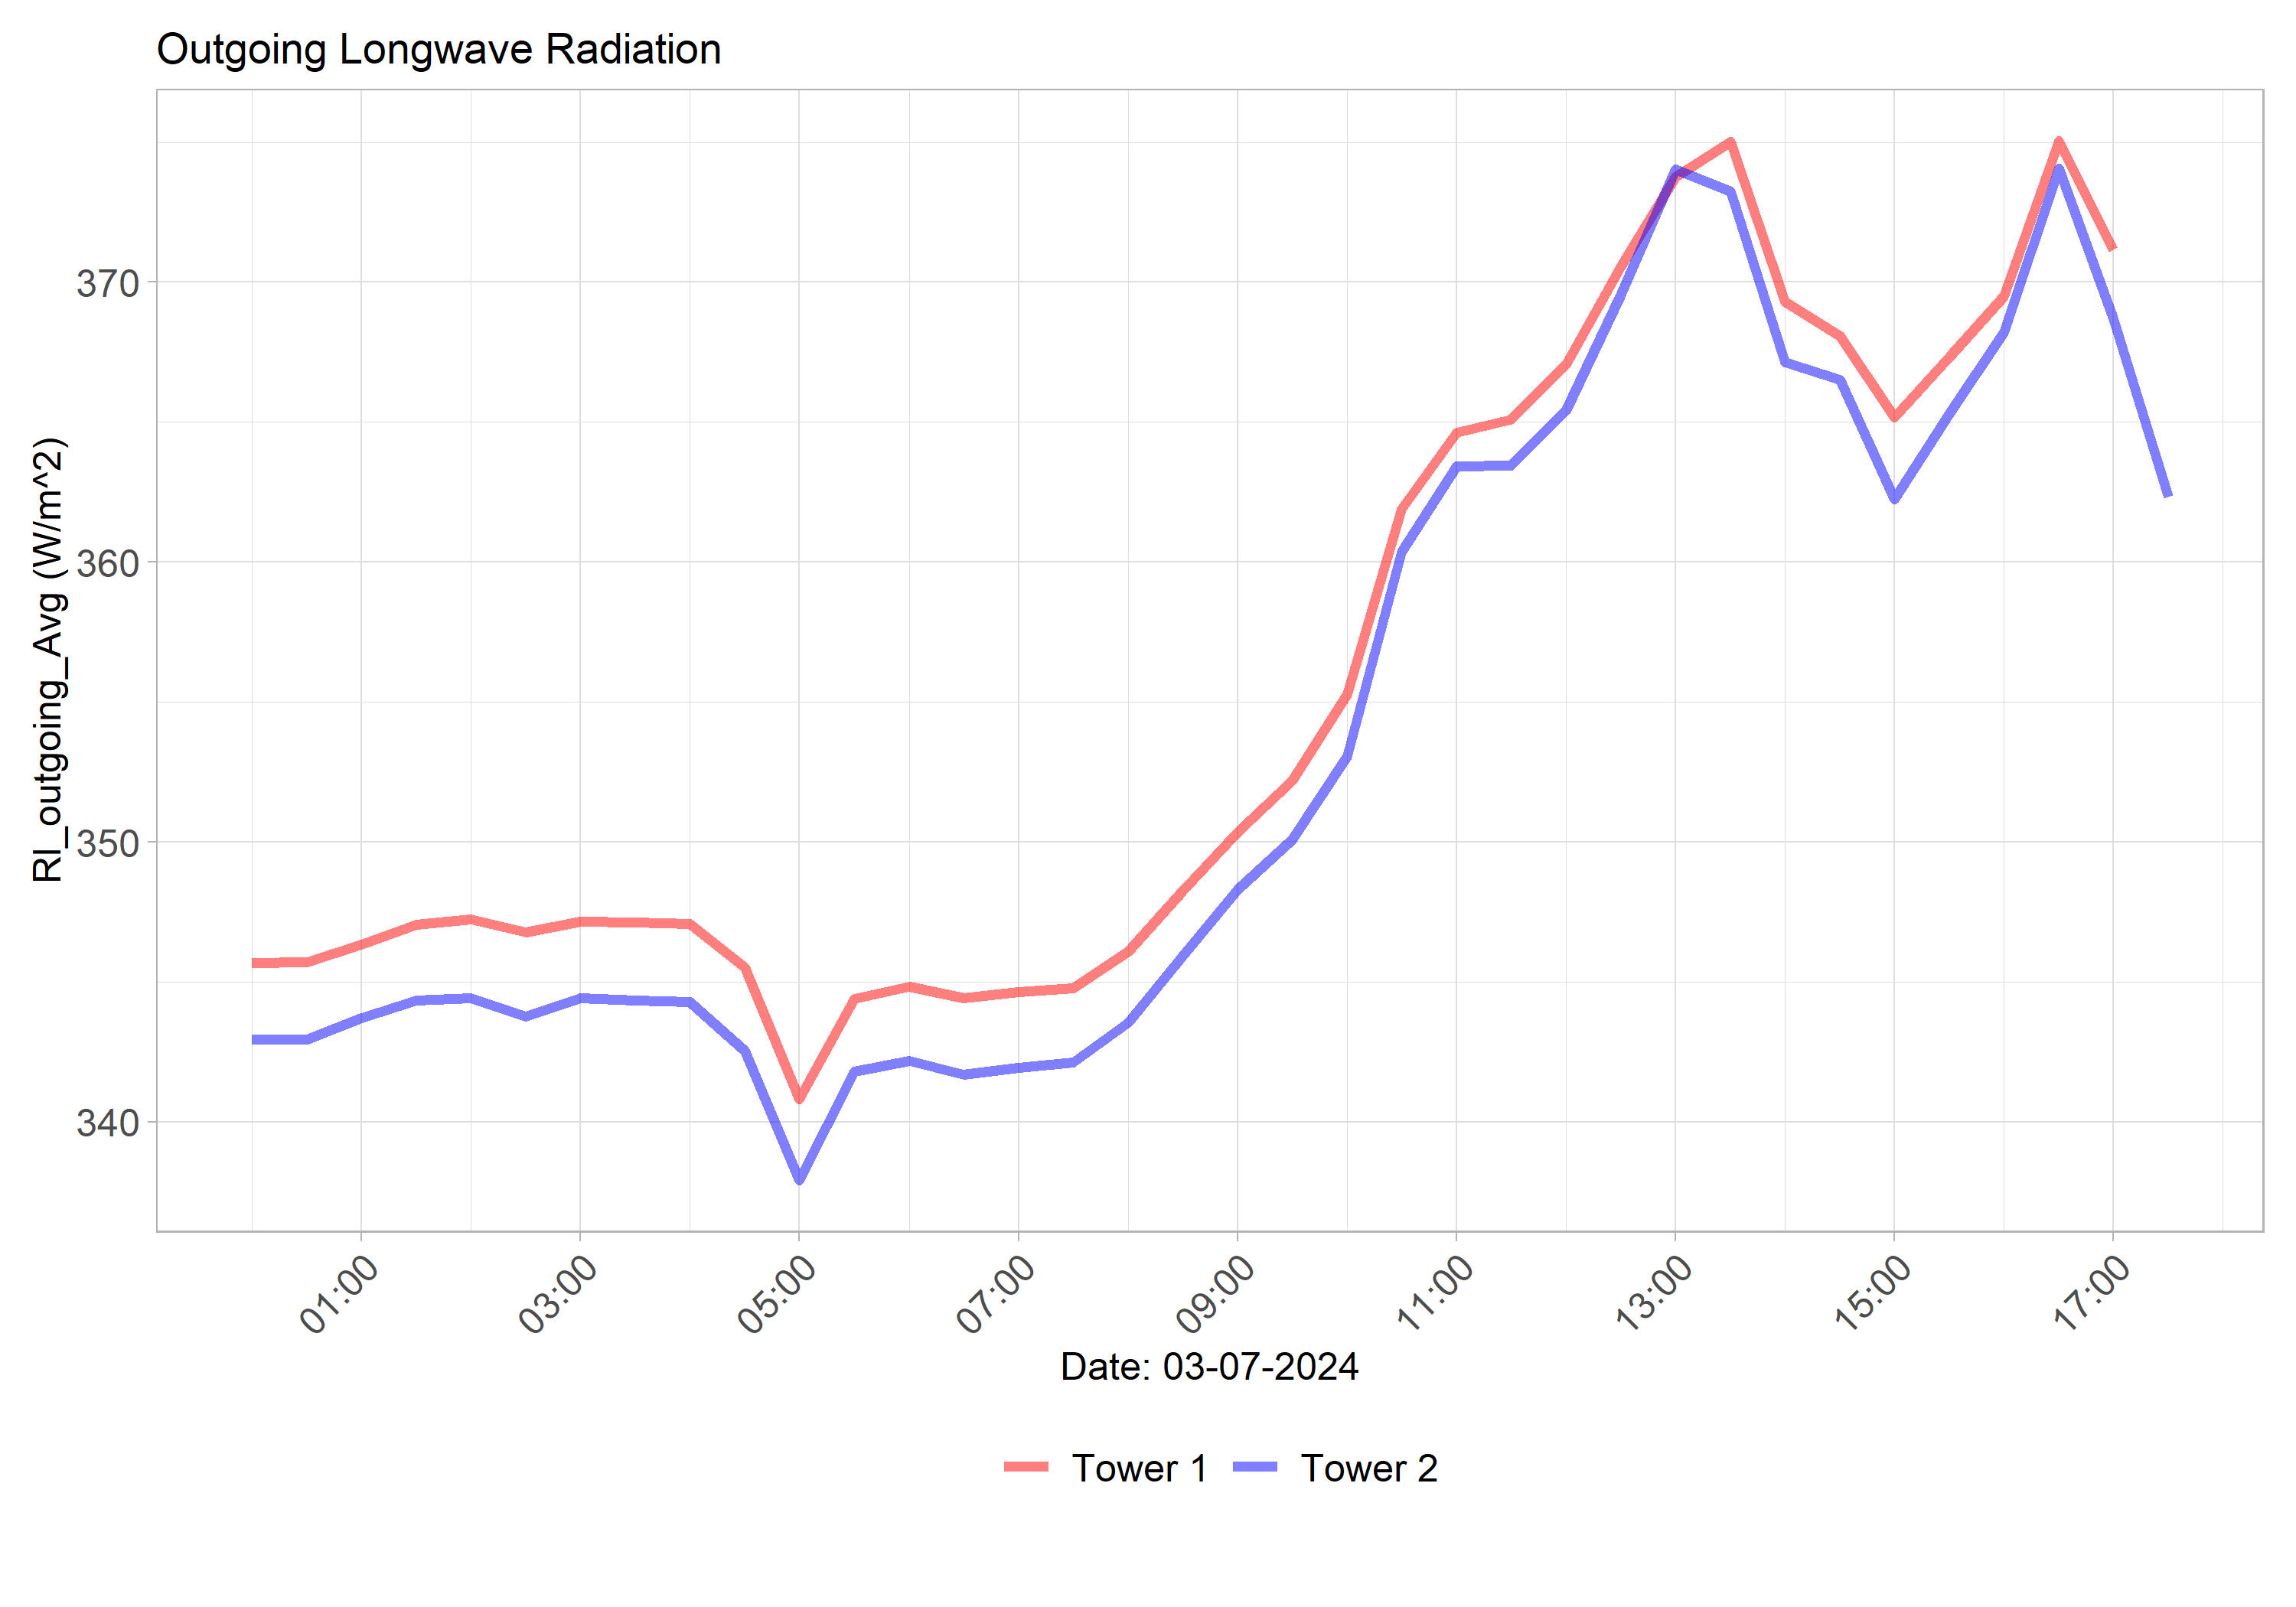 Outgoing Longwave Radiation
Rl_outgoing_Avg (W/m^2)
370
360
350
340
01:00
03:00
05:00
07:00
09:00
11:00
13:00
15:00
17:00
Date: 03-07-2024
Tower 1
Tower 2